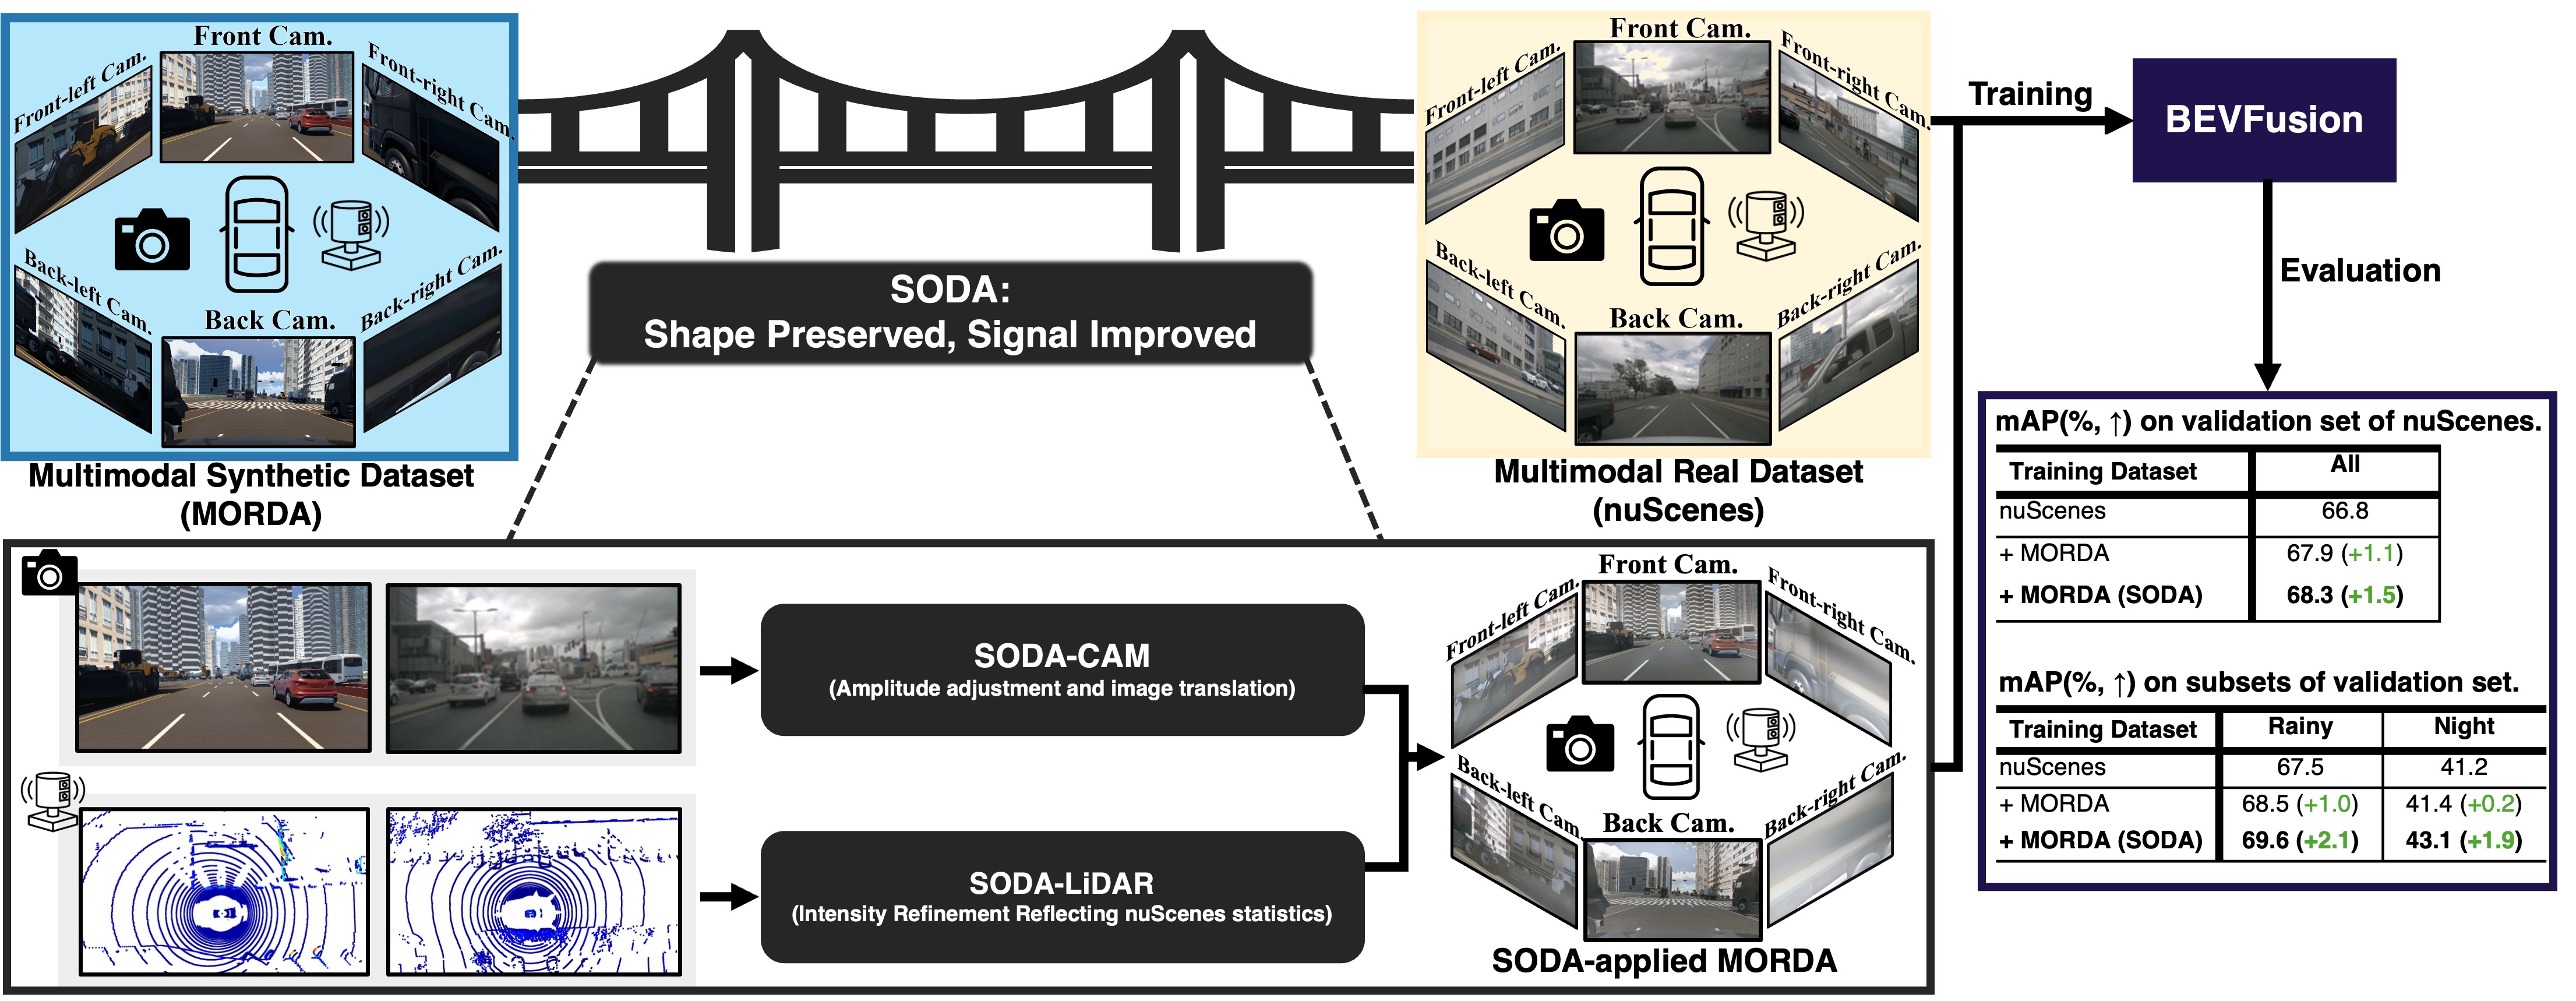 Front Cam.
Front-left Cam.
Front-right Cam.
Back-left Cam.
Back Cam.
Back-right Cam.
Multimodal Synthetic Dataset
(MORDA)
SODA:
Shape Preserved, Signal Improved
Front Cam.
Front-left Cam.
Front-right Cam.
Back-left Cam.
Back Cam.
Back-right Cam.
Multimodal Real Dataset
(nuScenes)
Training
BEVFusion
Evaluation
SODA-CAM
(Amplitude adjustment and image translation)
SODA-LiDAR
(Intensity Refinement Reflecting nuScenes statistics)
Front Cam.
Front-left Cam.
Front-right Cam.
Back-left Cam.
Back Cam.
Back-right Cam.
SODA-applied MORDA
mAP(%, ↑) on validation set of nuScenes.
Training Dataset All
nuScenes 66.8
+ MORDA 67.9 (+1.1)
+ MORDA (SODA) 68.3 (+1.5)
mAP(%, ↑) on subsets of validation set.
Training Dataset Rainy Night
nuScenes 67.5 41.2
+ MORDA 68.5 (+1.0) 41.4 (+0.2)
+ MORDA (SODA) 69.6 (+2.1) 43.1 (+1.9)